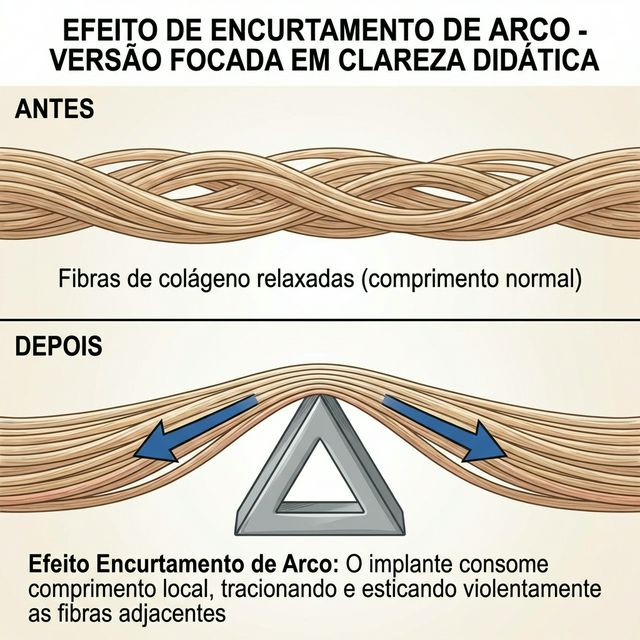 EFEITO DE ENCURTAMENTO DE ARCO -
VERSÃO FOCADA EM CLAREZA DIDÁTICA
ANTES
Fibras de colágeno relaxadas (comprimento normal)
DEPOIS
Efeito Encurtamento de Arco: O implante consome
comprimento local, tracionando e esticando violentamente
as fibras adjacentes